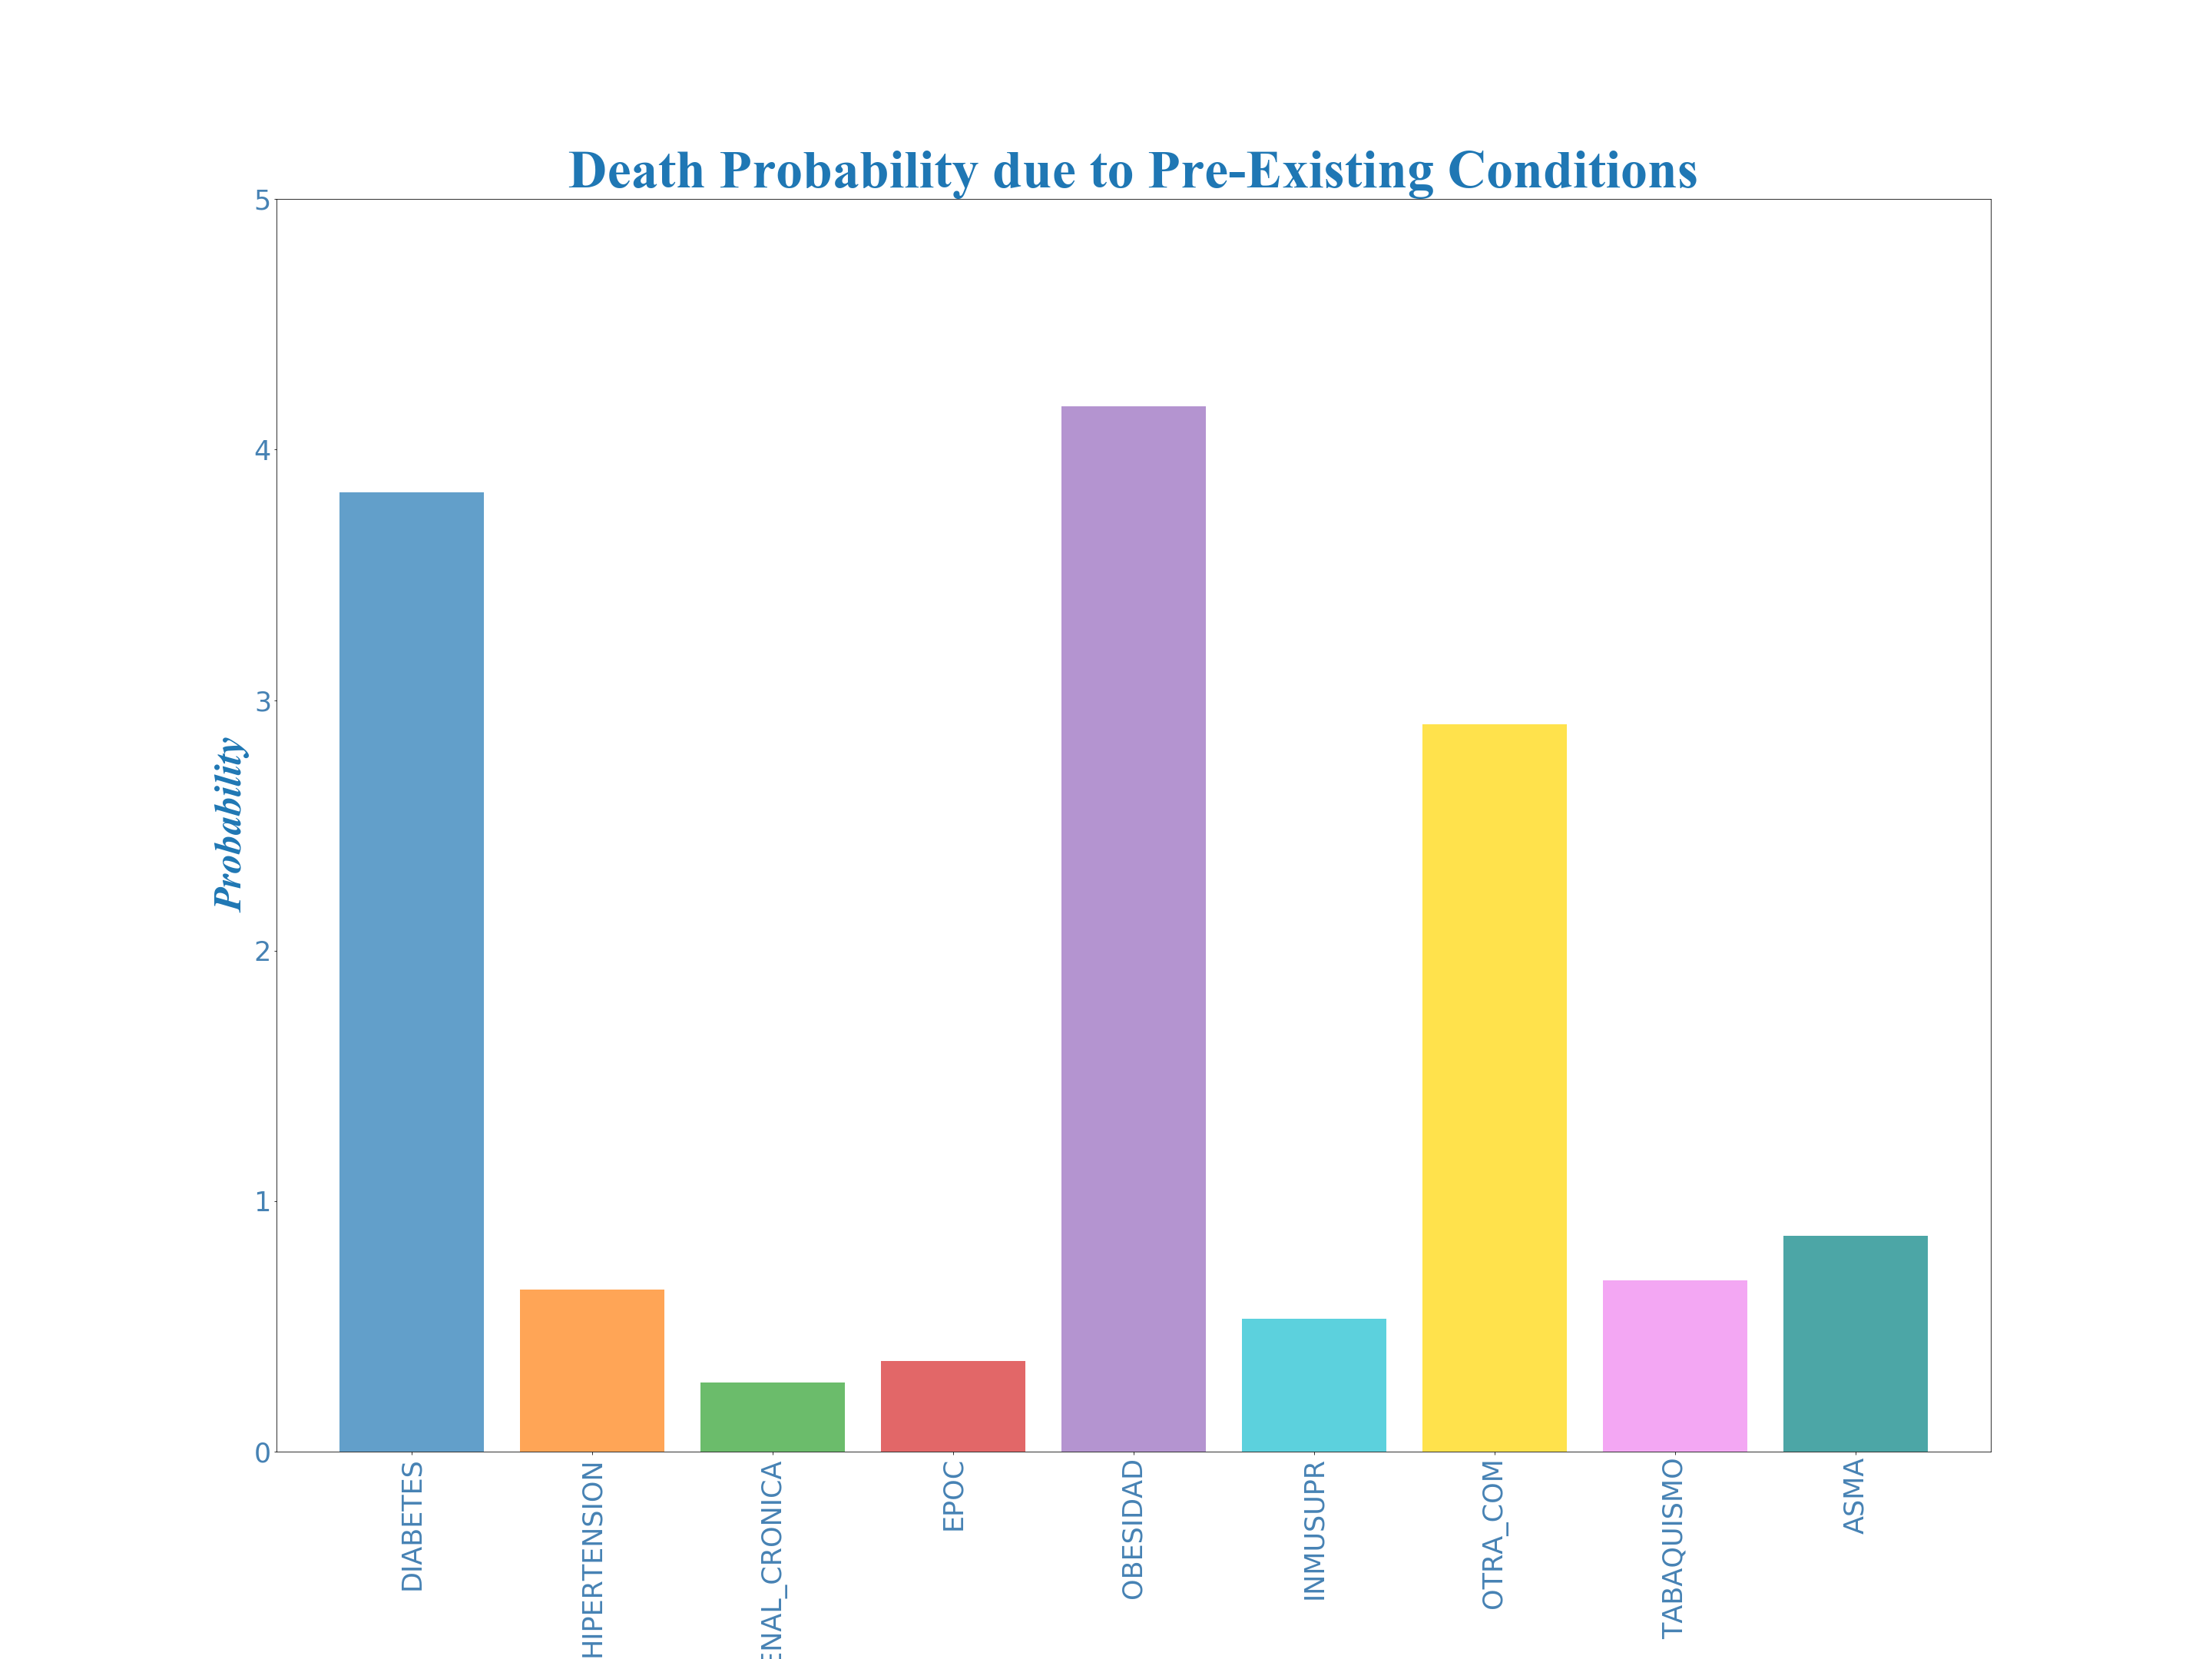 Death Probability due to Pre-Existing Conditions
5
4
3
2
1
0
Probability
DIABETES
HIPERTENSION
ENAL_CRONICA
EPOC
OBESIDAD
INMUSUPR
OTRA_COM
TABAQUISMO
ASMA